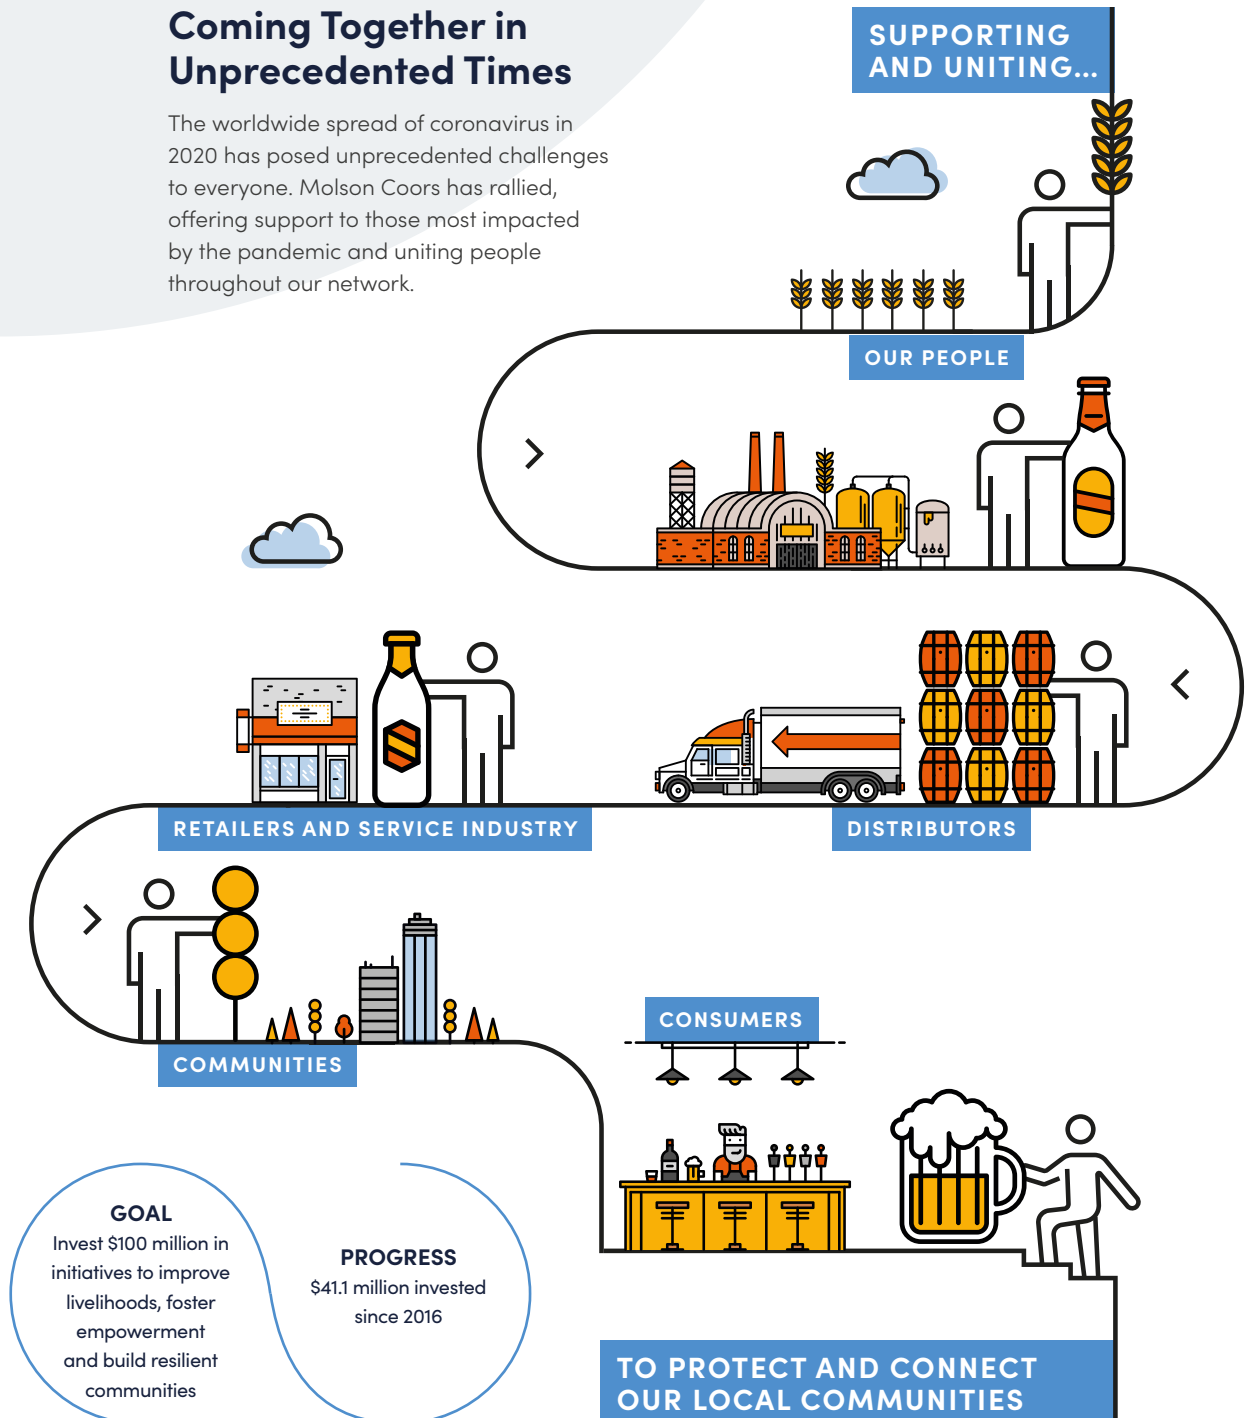 Coming Together in
Unprecedented Times
The worldwide spread of coronavirus in
2020 has posed unprecedented challenges
to everyone. Molson Coors has rallied,
offering support to those most impacted
by the pandemic and uniting people
throughout our network.
SUPPORTING
AND UNITING...
OUR PEOPLE
DISTRIBUTORS
RETAILERS AND SERVICE INDUSTRY
COMMUNITIES
CONSUMERS
GOAL
Invest $100 million in
initiatives to improve
livelihoods, foster
empowerment
and build resilient
communities
PROGRESS
$41.1 million invested
since 2016
TO PROTECT AND CONNECT
OUR LOCAL COMMUNITIES